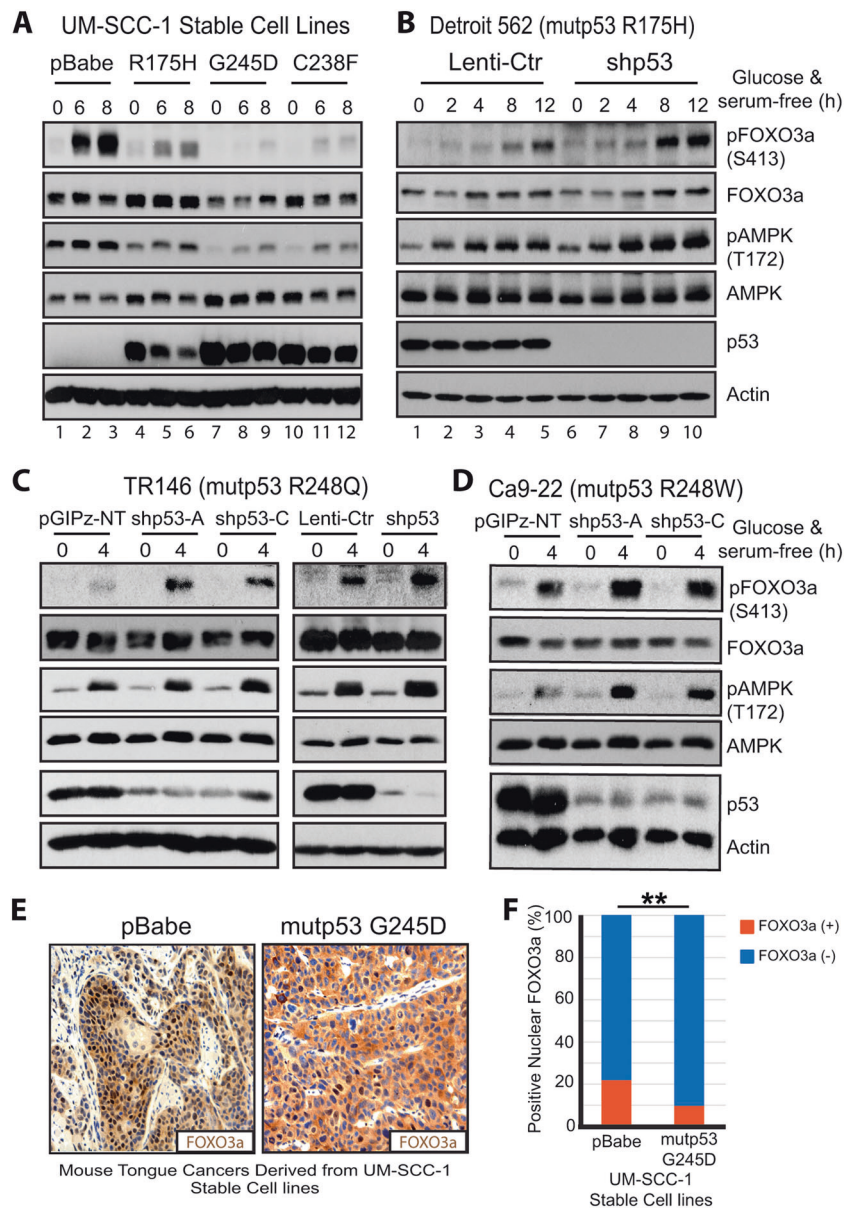 A
UM-SCC-1 Stable Cell Lines
pBabe R175H G245D C238F
0 6 8 0 6 8 0 6 8 0 6 8
1 2 3 4 5 6 7 8 9 10 11 12
B
Detroit 562 (mutp53 R175H)
Lenti-Ctr shp53
Glucose &
serum-free (h)
0 2 4 8 12 0 2 4 8 12
pFOXO3a
(S413)
FOXO3a
pAMPK
(T172)
AMPK
p53
Actin
1 2 3 4 5 6 7 8 9 10
C
TR146 (mutp53 R248Q)
pGIPz-NT shp53-A shp53-C Lenti-Ctr shp53
0 4 0 4 0 4 0 4 0 4
D
Ca9-22 (mutp53 R248W)
pGIPz-NT shp53-A shp53-C
Glucose &
serum-free (h)
0 4 0 4 0 4
pFOXO3a
(S413)
FOXO3a
pAMPK
(T172)
AMPK
p53
Actin
E
pBabe mutp53 G245D
FOXO3a FOXO3a
Mouse Tongue Cancers Derived from UM-SCC-1
Stable Cell lines
F
**
Positive Nuclear FOXO3a (%)
100
80
60
40
20
0
FOXO3a (+)
FOXO3a (-)
pBabe mutp53
G245D
UM-SCC-1
Stable Cell lines